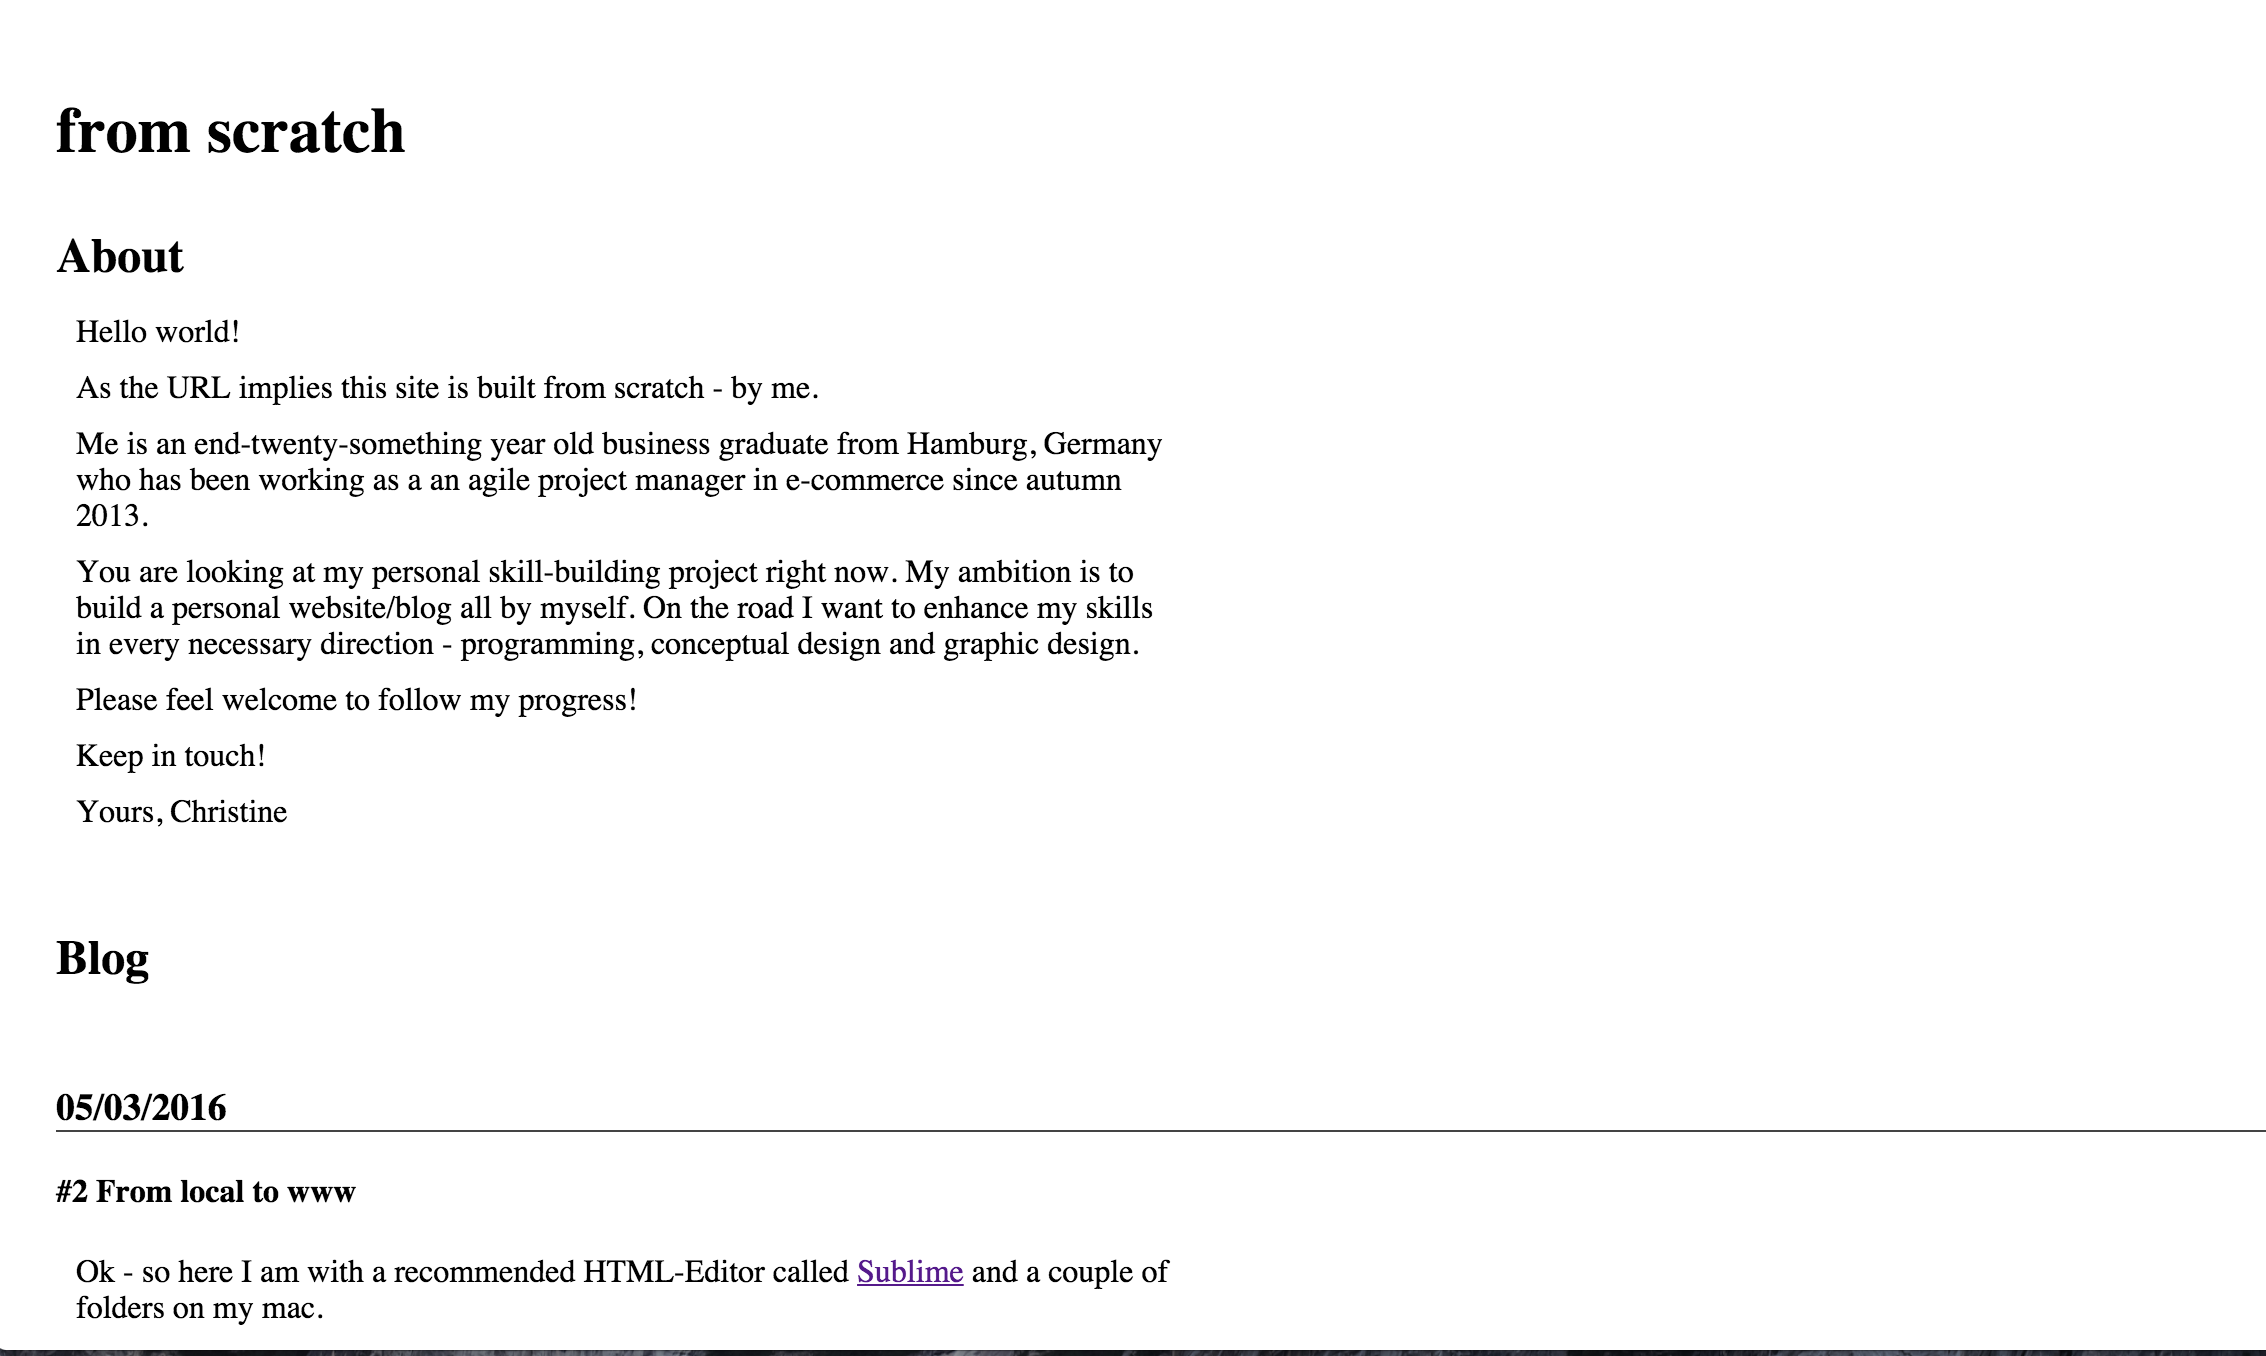 from scratch
About
Hello world!
As the URL implies this site is built from scratch - by me.
Me is an end-twenty-something year old business graduate from Hamburg, Germany
who has been working as a an agile project manager in e-commerce since autumn
2013.
You are looking at my personal skill-building project right now. My ambition is to
build a personal website/blog all by myself. On the road I want to enhance my skills
in every necessary direction - programming, conceptual design and graphic design.
Please feel welcome to follow my progress!
Keep in touch!
Yours, Christine
Blog
05/03/2016
#2 From local to www
Ok - so here I am with a recommended HTML-Editor called Sublime and a couple of
folders on my mac.